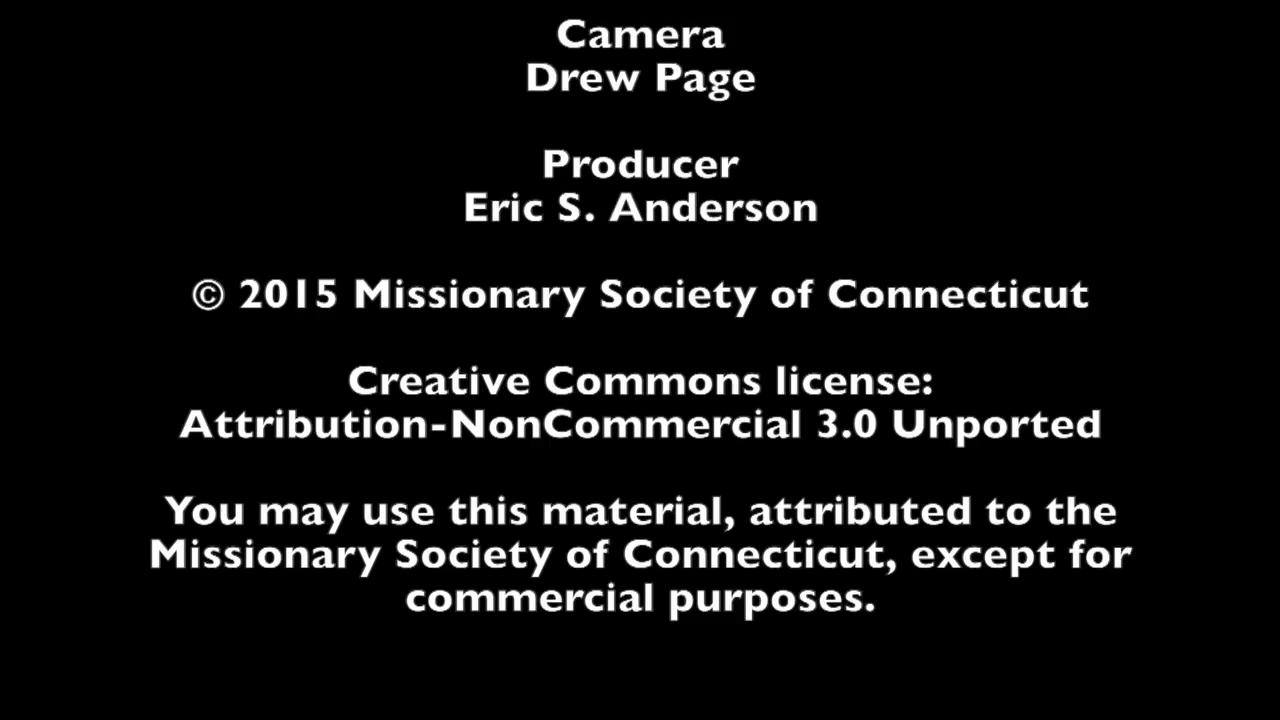 Camera
Drew Page
Producer
Eric S. Anderson
© 2015 Missionary Society of Connecticut
Creative Commons license:
Attribution-NonCommercial 3.0 Unported
You may use this material, attributed to the
Missionary Society of Connecticut, except for
commercial purposes.